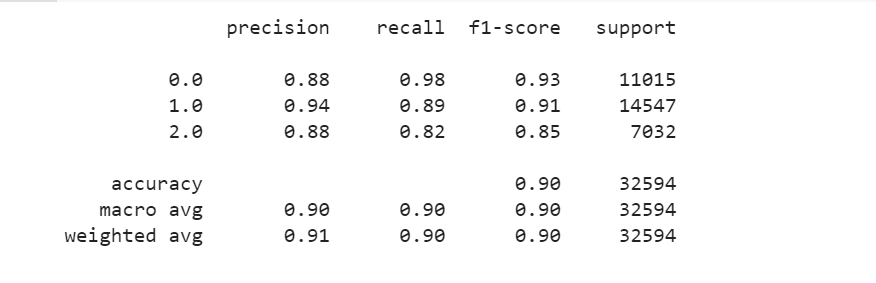 precision recall f1-score support
0.0 0.88 0.98 0.93 11015
1.0 0.94 0.89 0.91 14547
2.0 0.88 0.82 0.85 7032
accuracy 0.90 32594
macro avg 0.90 0.90 0.90 32594
weighted avg 0.91 0.90 0.90 32594